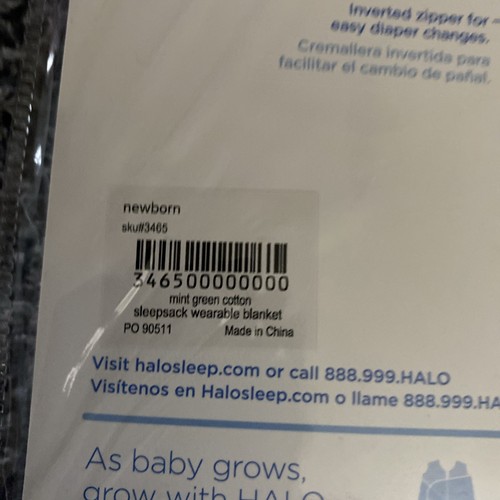 Inverted zipper for
easy diaper changes.
Cremallera invertida para
facilitar el cambio de pañal.
newborn
sku#3465
346500000000
mint green cotton
sleepsack wearable blanket
PO 90511 Made in China
Visit halosleep.com or call 888.999.HALO
Visítenos en Halosleep.com o llame 888.999.HA
As baby grows,
grow with HALO